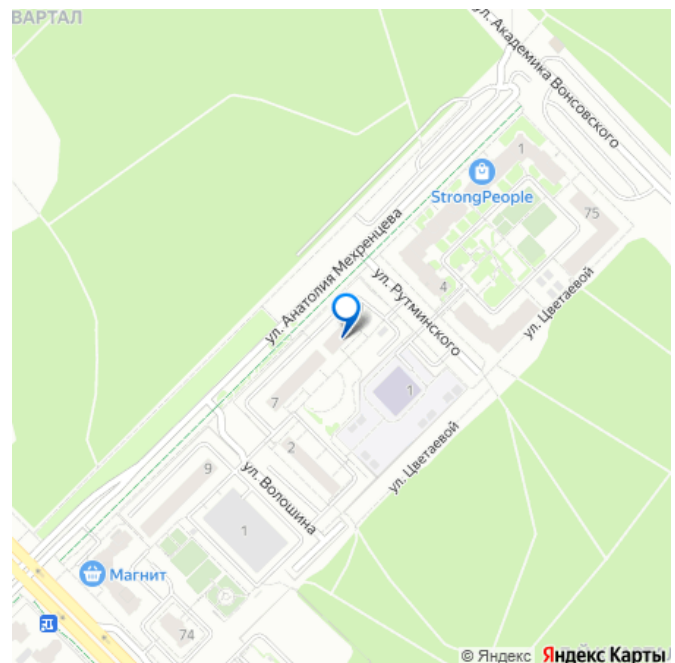 ВАРТАЛ
ул. Академика Вонсовского
1
StrongPeople
75
ул. Анатолия Мехренцева
ул. Рутминского
4
ул. Цветаевой
7
1
2
ул. Цветаевой
9
ул. Волошина
1
Магнит
74
© Яндекс Яндекс Карты